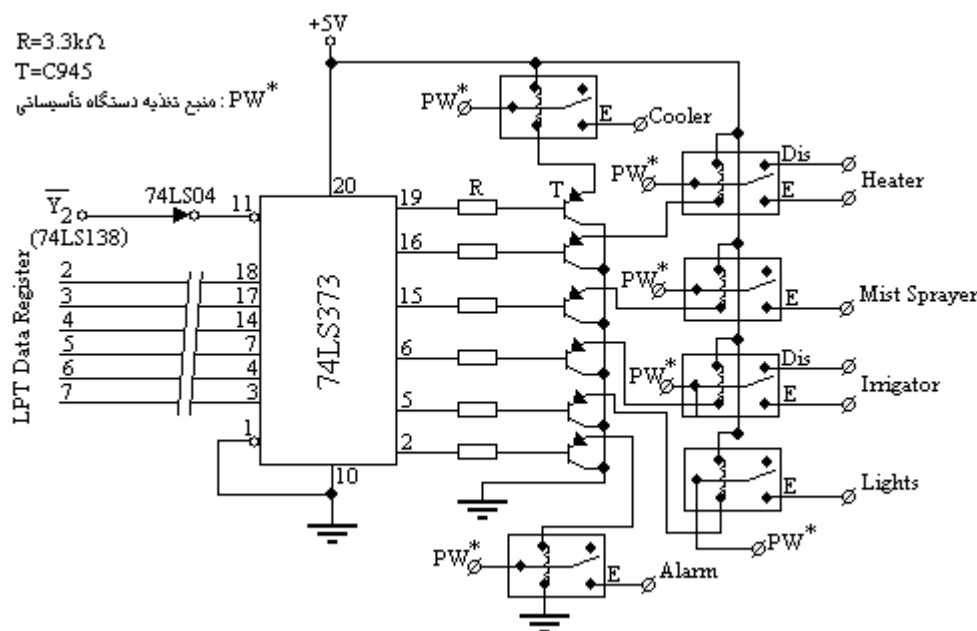 +5V
R=3.3kΩ
T=C945
PW* : منبع تغذیه دستگاه تأسیساتی
PW*
E
Cooler
Dis
PW*
E
Heater
20
74LS04
19
R
T
Y2
11
(74LS138)
16
PW*
E
Mist Sprayer
LPT Data Register
2
18
3
17
15
4
14
5
7
6
6
4
7
3
74LS373
Dis
PW*
E
Irrigator
5
1
2
10
E
Lights
PW*
PW*
E
Alarm